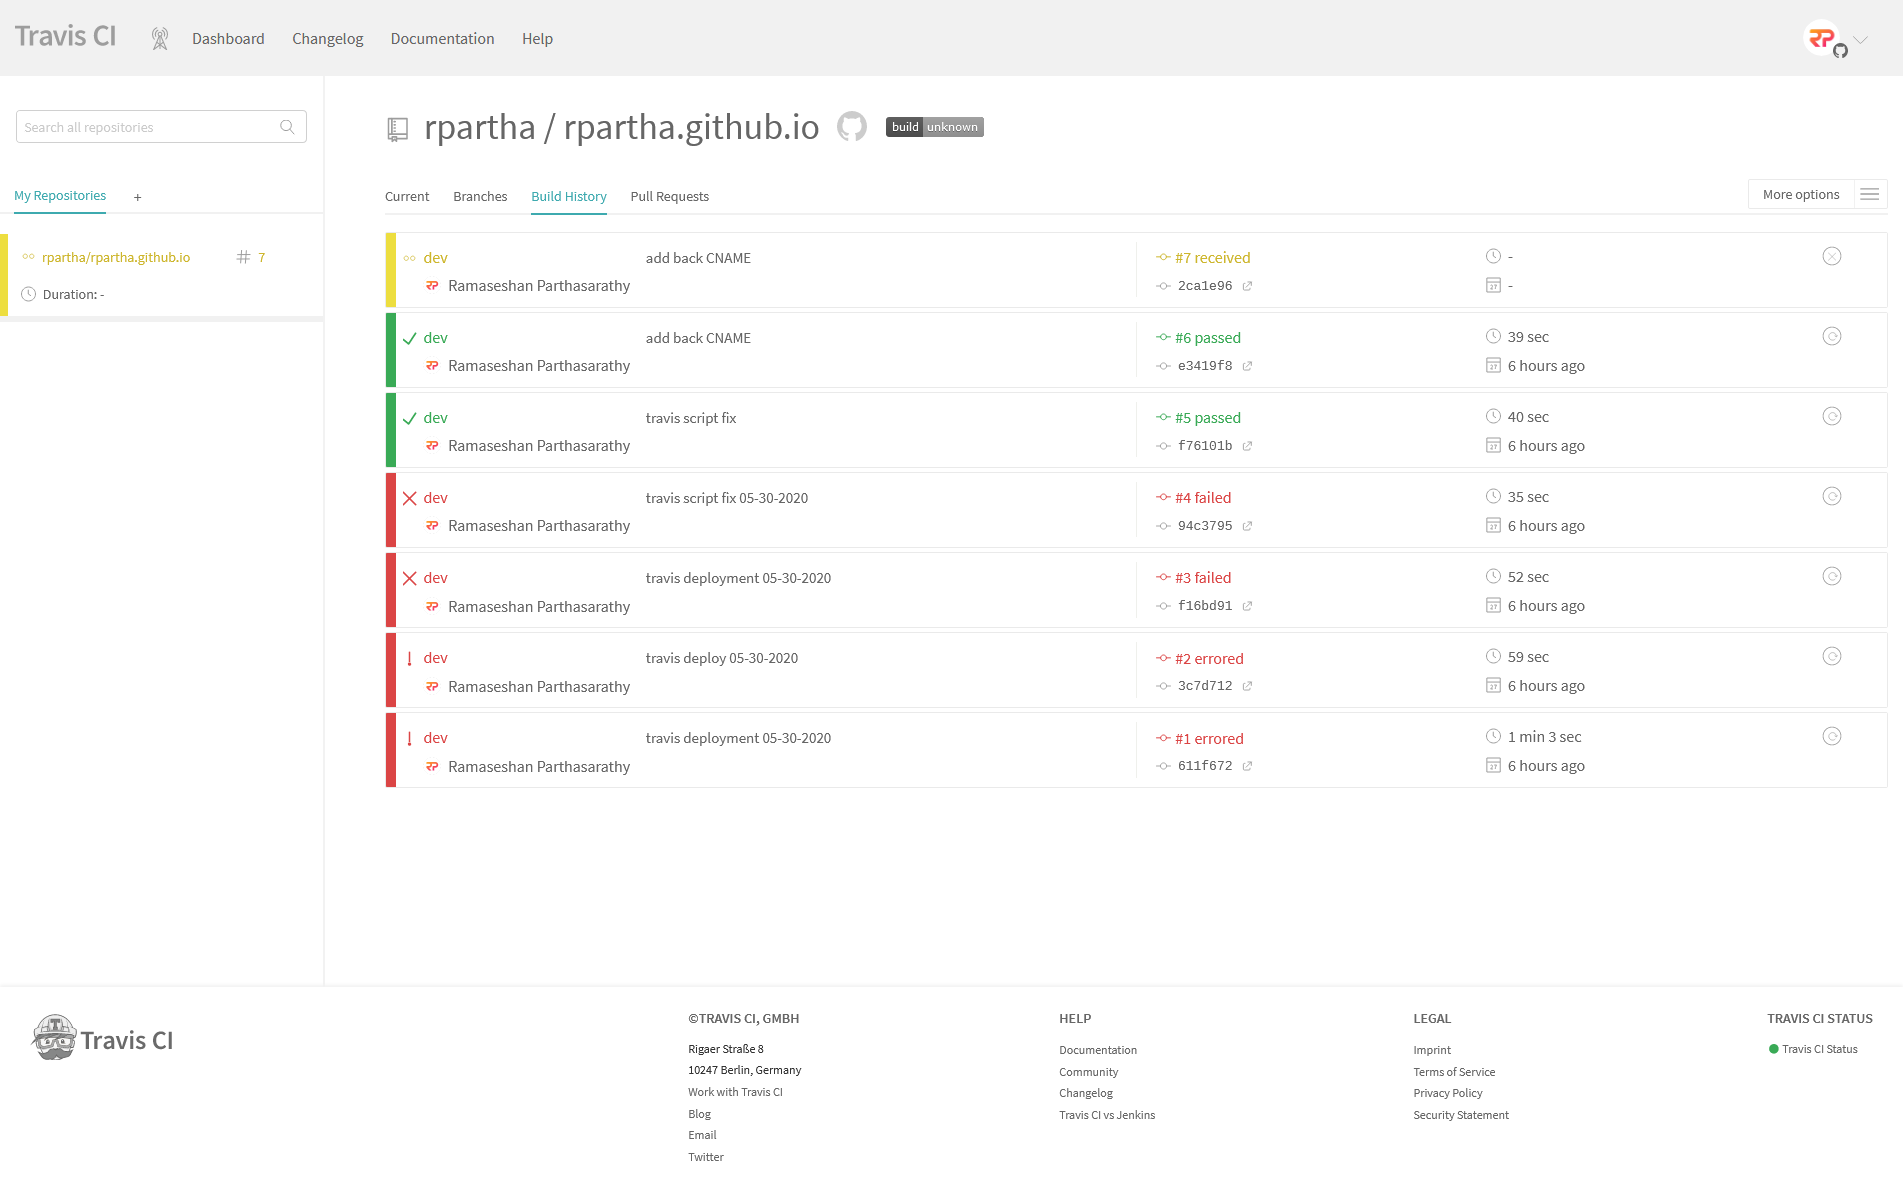 Travis CI Dashboard Changelog Documentation Help
Search all repositories
My Repositories +
rpartha/rpartha.github.io # 7
Duration: -
rpartha / rpartha.github.io build unknown
Current Branches Build History Pull Requests More options
dev add back CNAME #7 received -
Ramaseshan Parthasarathy 2ca1e96 -
dev add back CNAME #6 passed 39 sec
Ramaseshan Parthasarathy e3419f8 6 hours ago
dev travis script fix #5 passed 40 sec
Ramaseshan Parthasarathy f76101b 6 hours ago
dev travis script fix 05-30-2020 #4 failed 35 sec
Ramaseshan Parthasarathy 94c3795 6 hours ago
dev travis deployment 05-30-2020 #3 failed 52 sec
Ramaseshan Parthasarathy f16bd91 6 hours ago
dev travis deploy 05-30-2020 #2 errored 59 sec
Ramaseshan Parthasarathy 3c7d712 6 hours ago
dev travis deployment 05-30-2020 #1 errored 1 min 3 sec
Ramaseshan Parthasarathy 611f672 6 hours ago
Travis CI
©TRAVIS CI, GMBH
Rigaer Straße 8
10247 Berlin, Germany
Work with Travis CI
Blog
Email
Twitter
HELP
Documentation
Community
Changelog
Travis CI vs Jenkins
LEGAL
Imprint
Terms of Service
Privacy Policy
Security Statement
TRAVIS CI STATUS
Travis CI Status